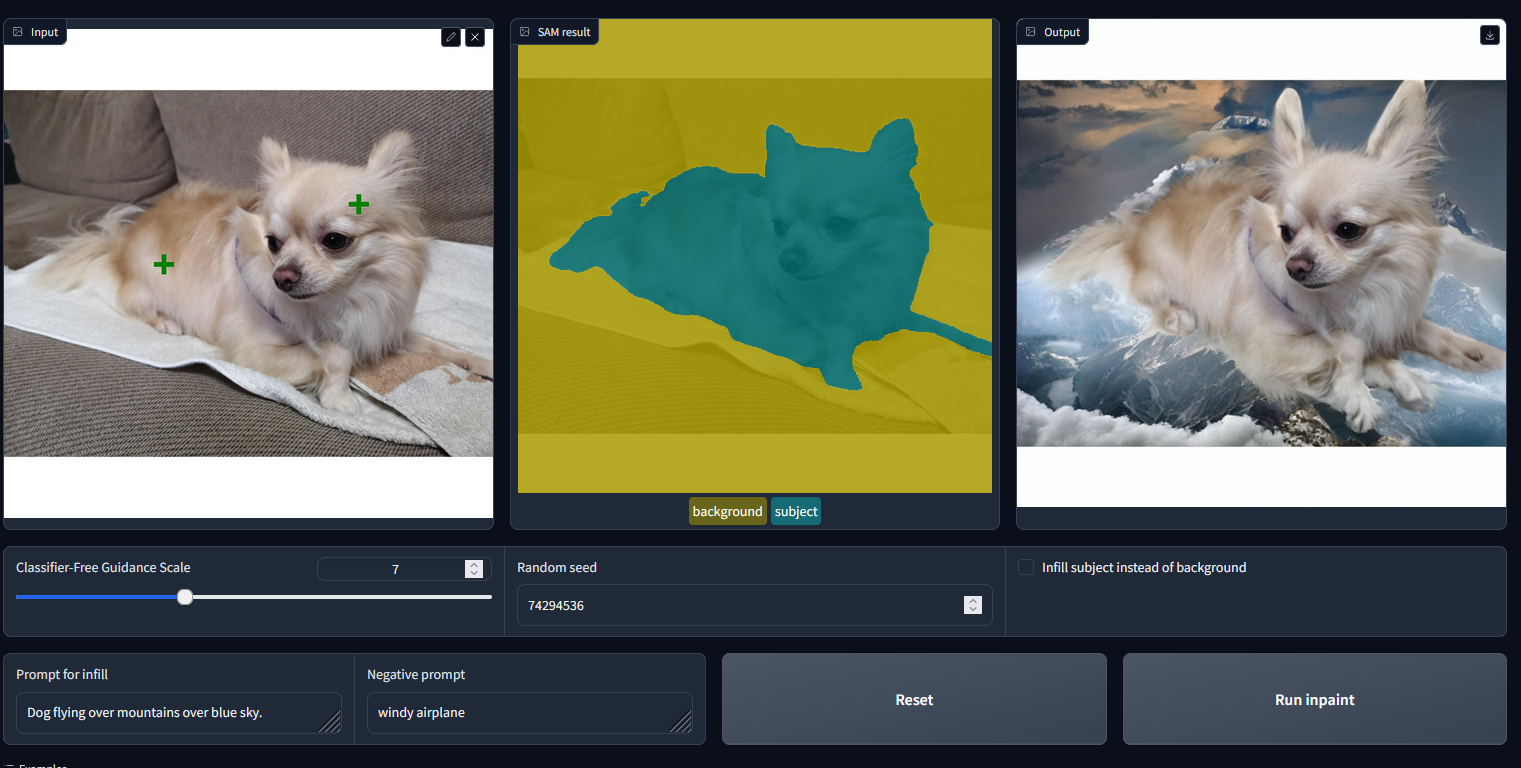 Input
SAM result
Output
background
subject
Classifier-Free Guidance Scale
7
Random seed
74294536
Infill subject instead of background
Prompt for infill
Dog flying over mountains over blue sky.
Negative prompt
windy airplane
Reset
Run inpaint
Examples